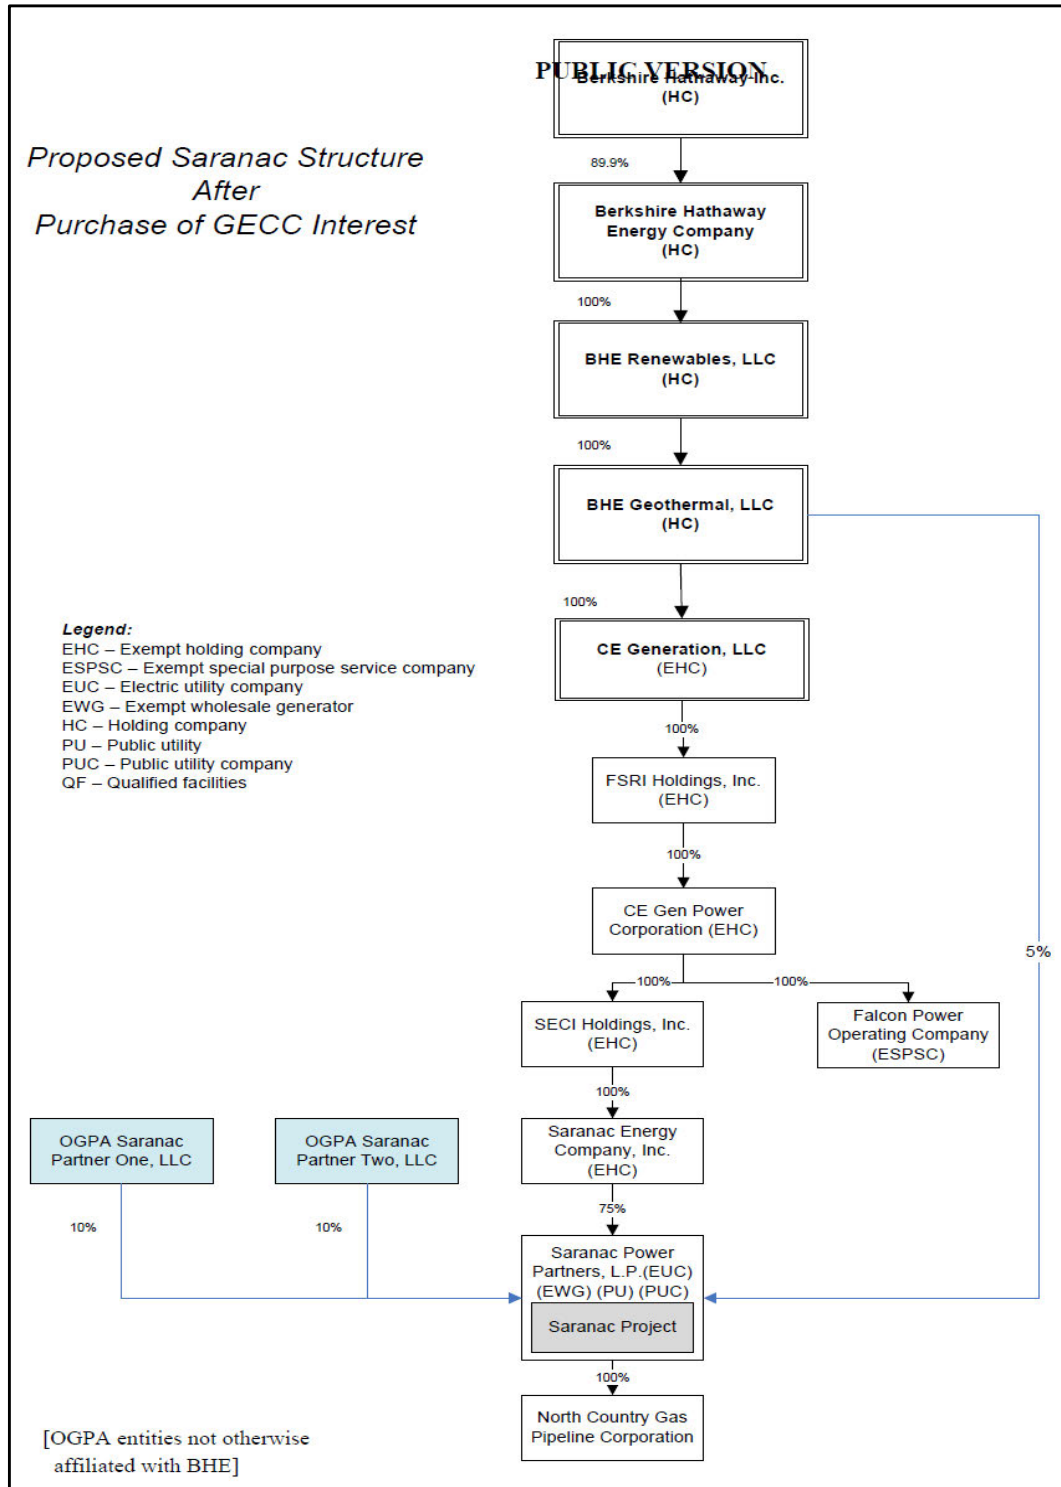 PUBLIC VERSION
Berkshire Hathaway Inc.
(HC)
Proposed Saranac Structure
After
Purchase of GECC Interest
89.9%
Berkshire Hathaway
Energy Company
(HC)
100%
BHE Renewables, LLC
(HC)
100%
BHE Geothermal, LLC
(HC)
100%
Legend:
EHC – Exempt holding company
ESPSC – Exempt special purpose service company
EUC – Electric utility company
EWG – Exempt wholesale generator
HC – Holding company
PU – Public utility
PUC – Public utility company
QF – Qualified facilities
CE Generation, LLC
(EHC)
100%
FSRI Holdings, Inc.
(EHC)
100%
CE Gen Power
Corporation (EHC)
5%
100%
100%
SECI Holdings, Inc.
(EHC)
Falcon Power
Operating Company
(ESPSC)
100%
OGPA Saranac
Partner One, LLC
OGPA Saranac
Partner Two, LLC
Saranac Energy
Company, Inc.
(EHC)
10%
10%
75%
Saranac Power
Partners, L.P.(EUC)
(EWG) (PU) (PUC)
Saranac Project
100%
North Country Gas
Pipeline Corporation
[OGPA entities not otherwise
affiliated with BHE]